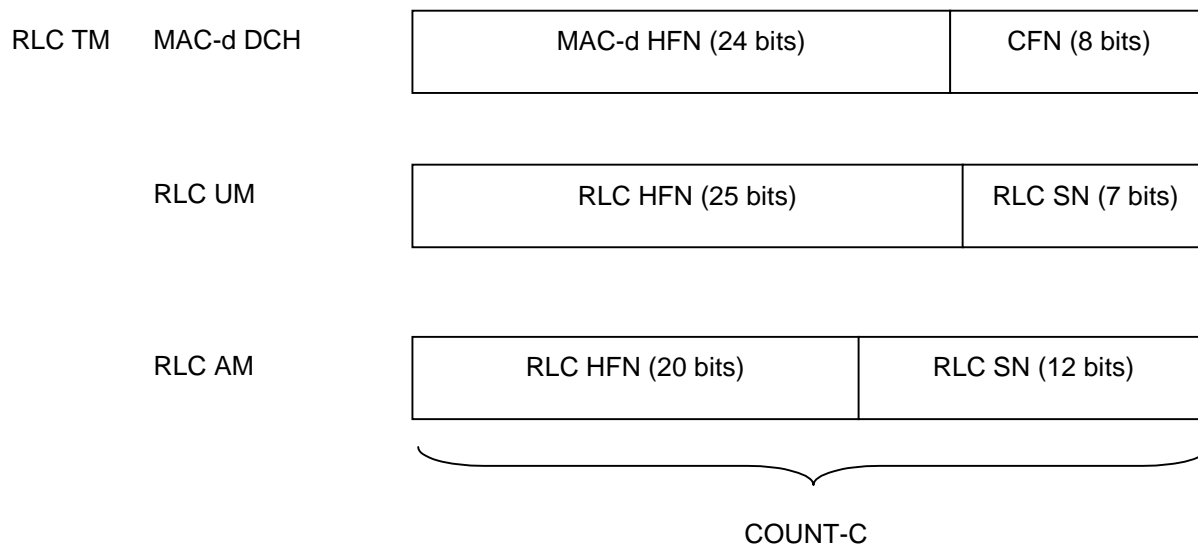 RLC TM MAC-d DCH MAC-d HFN (24 bits) CFN (8 bits)
RLC UM RLC HFN (25 bits) RLC SN (7 bits)
RLC AM RLC HFN (20 bits) RLC SN (12 bits)
COUNT-C